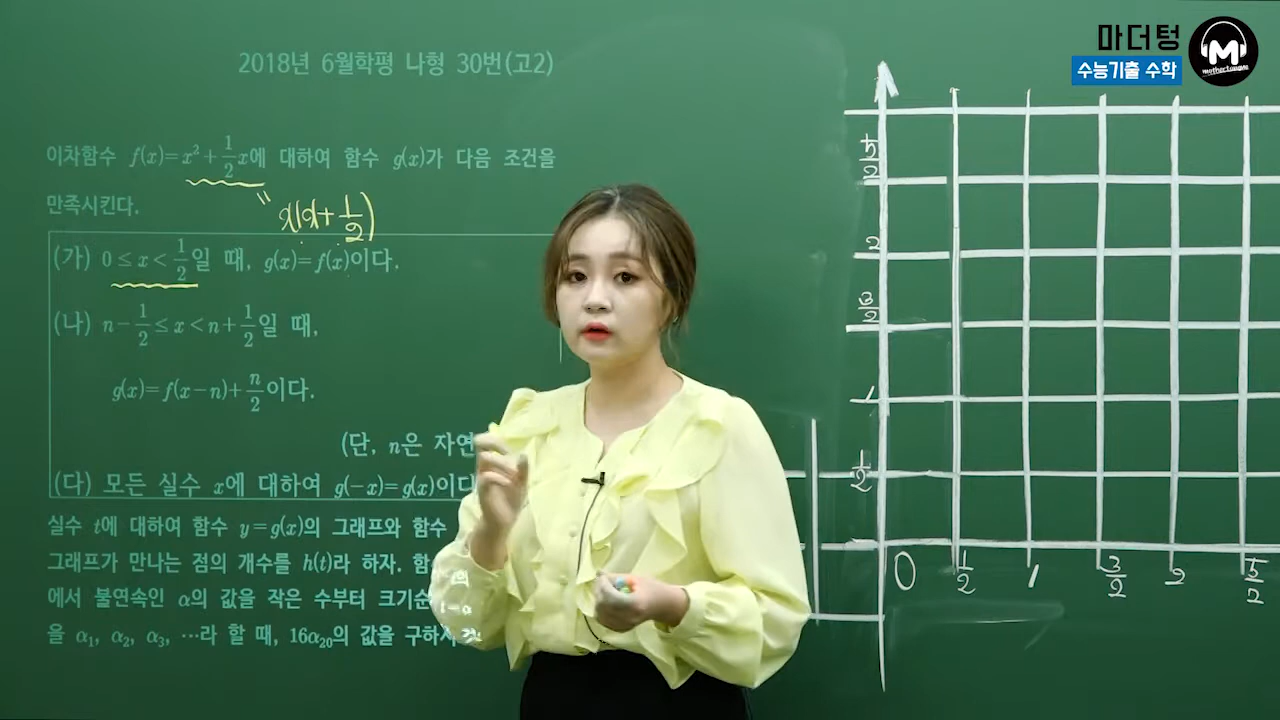 마더텅
수능기출 수학
M
mothertongue
2018년 6월학평 나형 30번(고2)
이차함수 f(x)=x²+1/2x에 대하여 함수 g(x)가 다음 조건을
만족시킨다.
" x(x+1/2)
(가) 0≤x<1/2일 때, g(x)=f(x)이다.
(나) n-1/2≤x<n+1/2일 때,
g(x)=f(x-n)+n/2이다.
(단, n은 자연
(다) 모든 실수 x에 대하여 g(-x)=g(x)이다
실수 t에 대하여 함수 y=g(x)의 그래프와 함수
그래프가 만나는 점의 개수를 h(t)라 하자. 함
에서 불연속인 α의 값을 작은 수부터 크기순
을 α₁, α₂, α₃, …라 할 때, 16α₂₀의 값을 구하
5/2
2
3/2
1
1/2
0 1/2 1 3/2 2 5/2